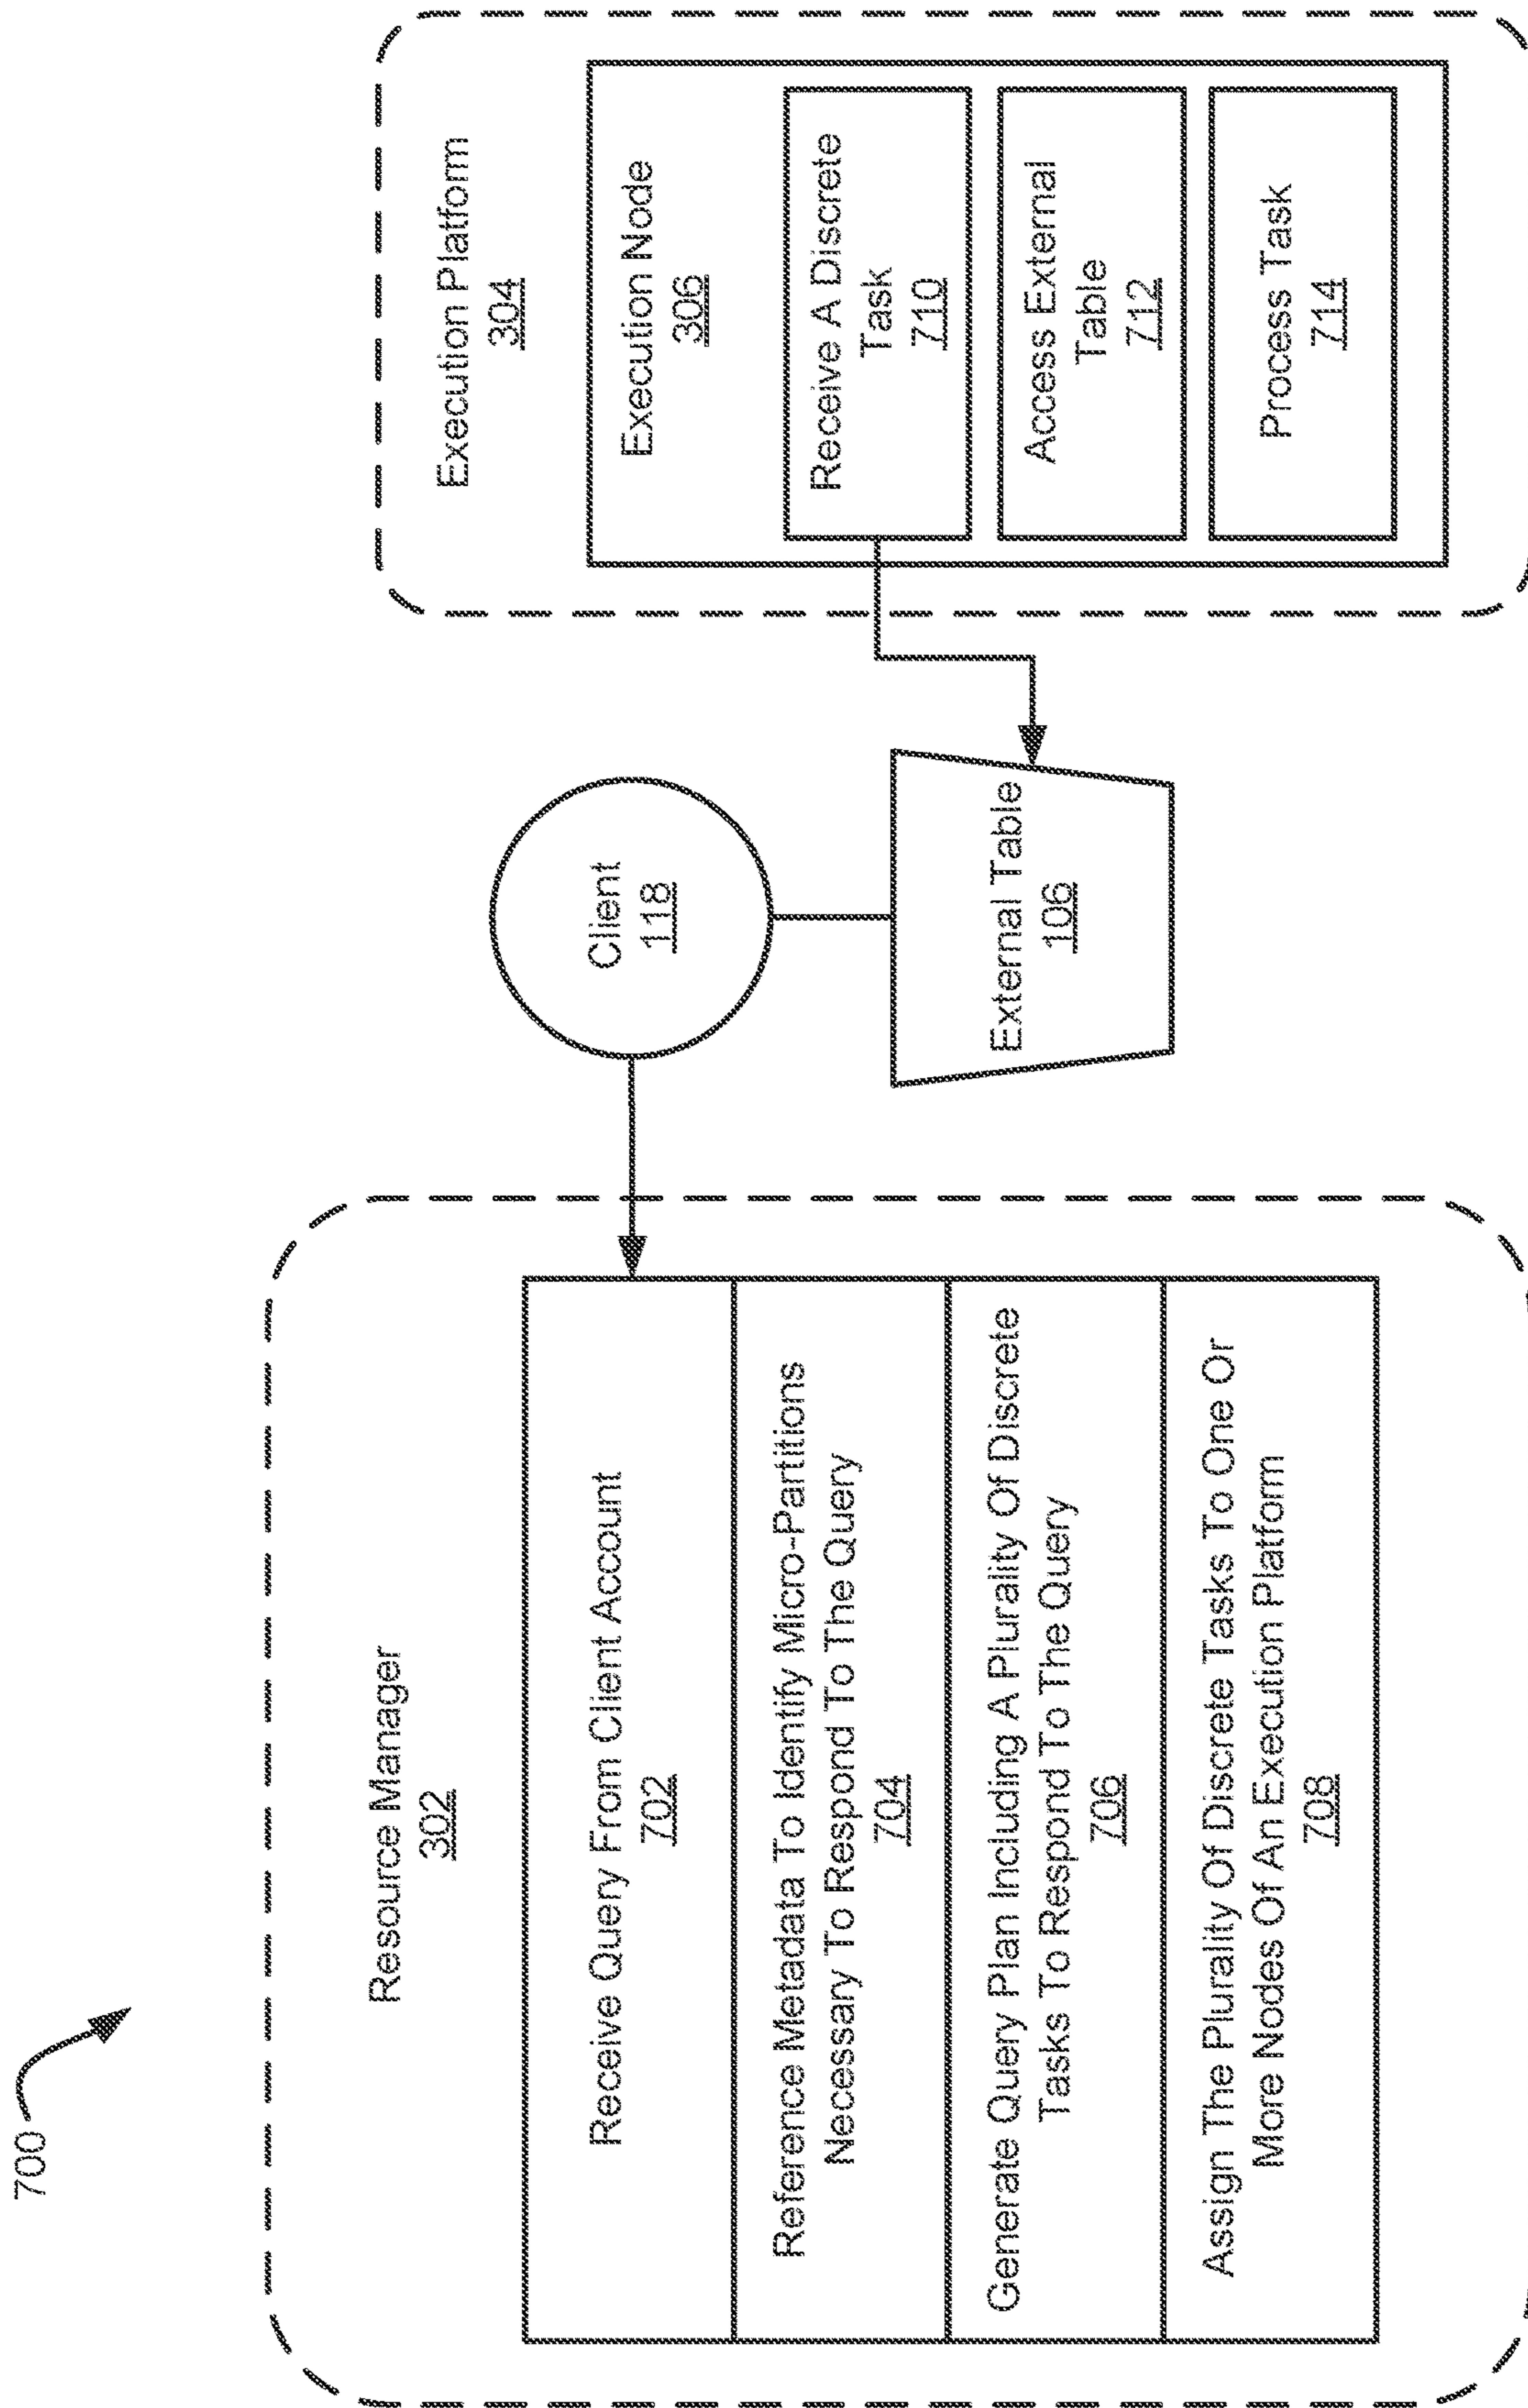 700
Resource Manager
302
Receive Query From Client Account
702
Reference Metadata To Identify Micro-Partitions
Necessary To Respond To The Query
704
Generate Query Plan Including A Plurality Of Discrete
Tasks To Respond To The Query
706
Assign The Plurality Of Discrete Tasks To One Or
More Nodes Of An Execution Platform
708
Client
118
External Table
106
Execution Platform
304
Execution Node
306
Receive A Discrete
Task
710
Access External
Table
712
Process Task
714